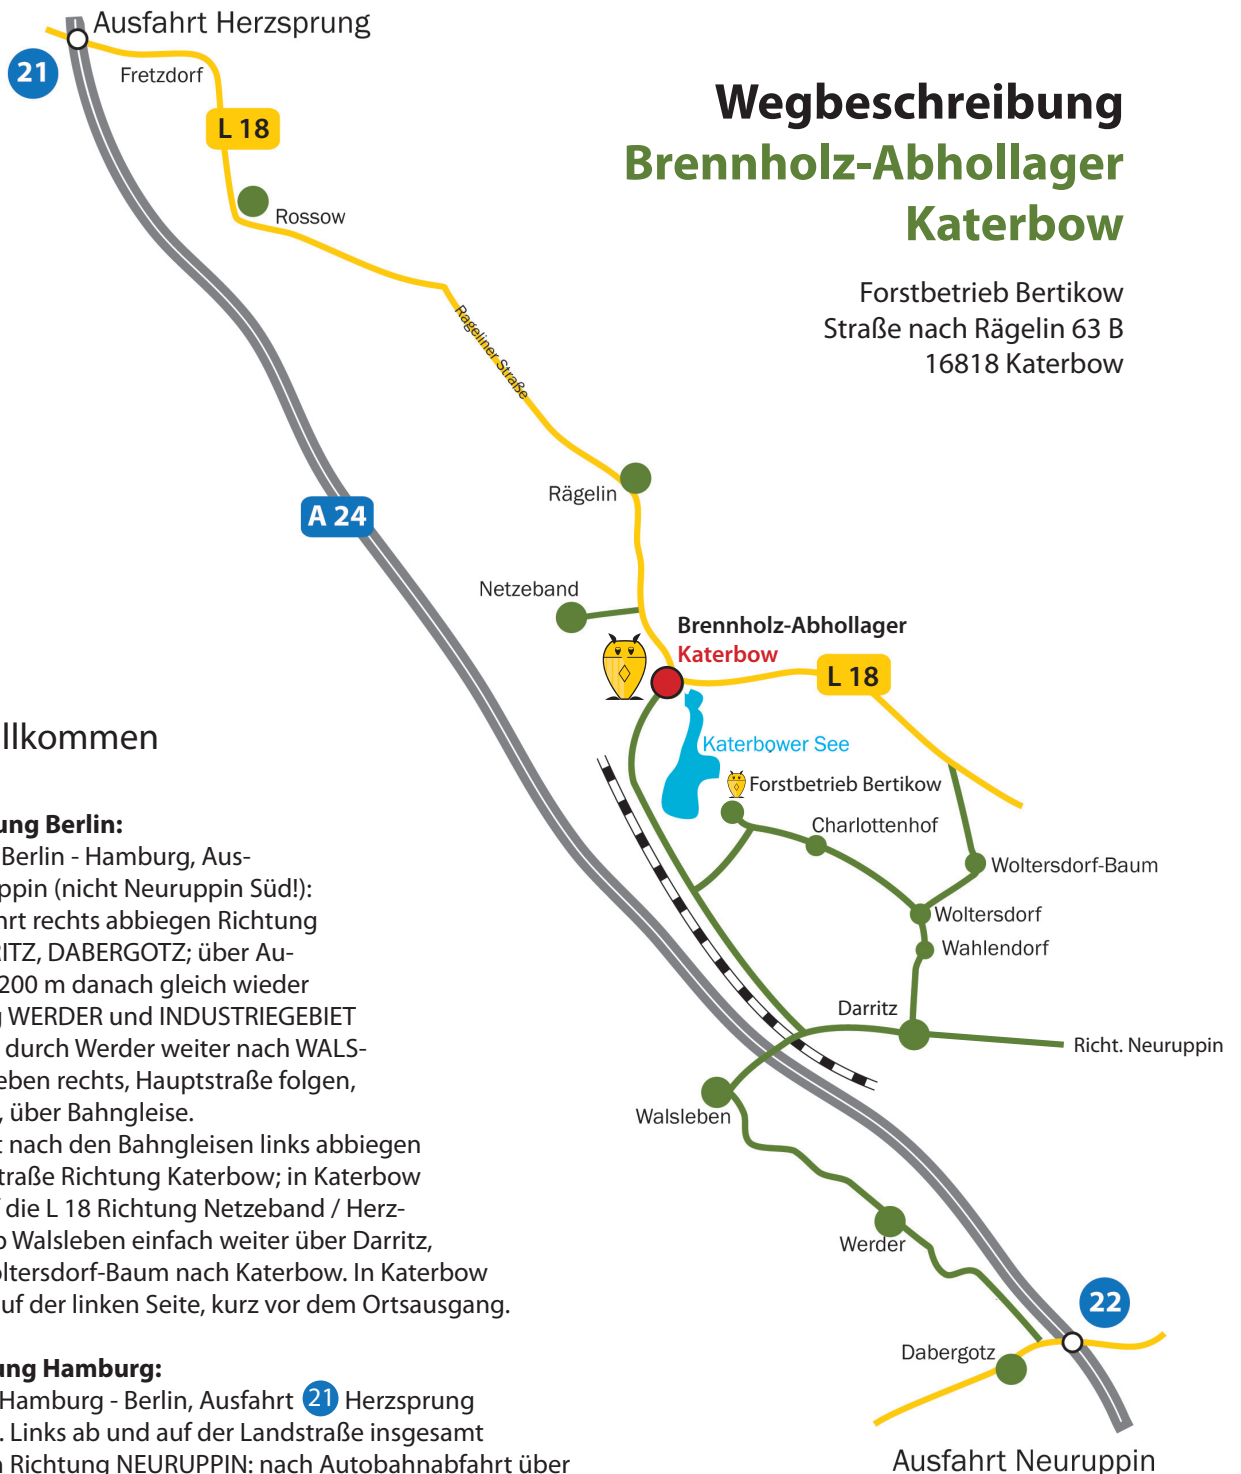 Ausfahrt Herzsprung
21
Fretzdorf
L 18
Rossow
Wegbeschreibung
Brennholz-Abhollager
Katerbow
Forstbetrieb Bertikow
Straße nach Rägelin 63 B
16818 Katerbow
Rägeliner Straße
Rägelin
A 24
Netzeband
Brennholz-Abhollager
Katerbow
L 18
Katerbower See
Forstbetrieb Bertikow
Charlottenhof
Woltersdorf-Baum
Woltersdorf
Wahlendorf
Darritz
Richt. Neuruppin
Walsleben
Werder
22
Dabergotz
Ausfahrt Neuruppin
llkommen
ung Berlin:
Berlin - Hamburg, Aus-
ppin (nicht Neuruppin Süd!):
hrt rechts abbiegen Richtung
RITZ, DABERGOTZ; über Au-
200 m danach gleich wieder
g WERDER und INDUSTRIEGEBIET
durch Werder weiter nach WALS-
eben rechts, Hauptstraße folgen,
, über Bahngleise.
t nach den Bahngleisen links abbiegen
traße Richtung Katerbow; in Katerbow
f die L 18 Richtung Netzeband / Herz-
o Walsleben einfach weiter über Darritz,
oltersdorf-Baum nach Katerbow. In Katerbow
uf der linken Seite, kurz vor dem Ortsausgang.
ung Hamburg:
Hamburg - Berlin, Ausfahrt 21 Herzsprung
. Links ab und auf der Landstraße insgesamt
n Richtung NEURUPPIN: nach Autobahnabfahrt über